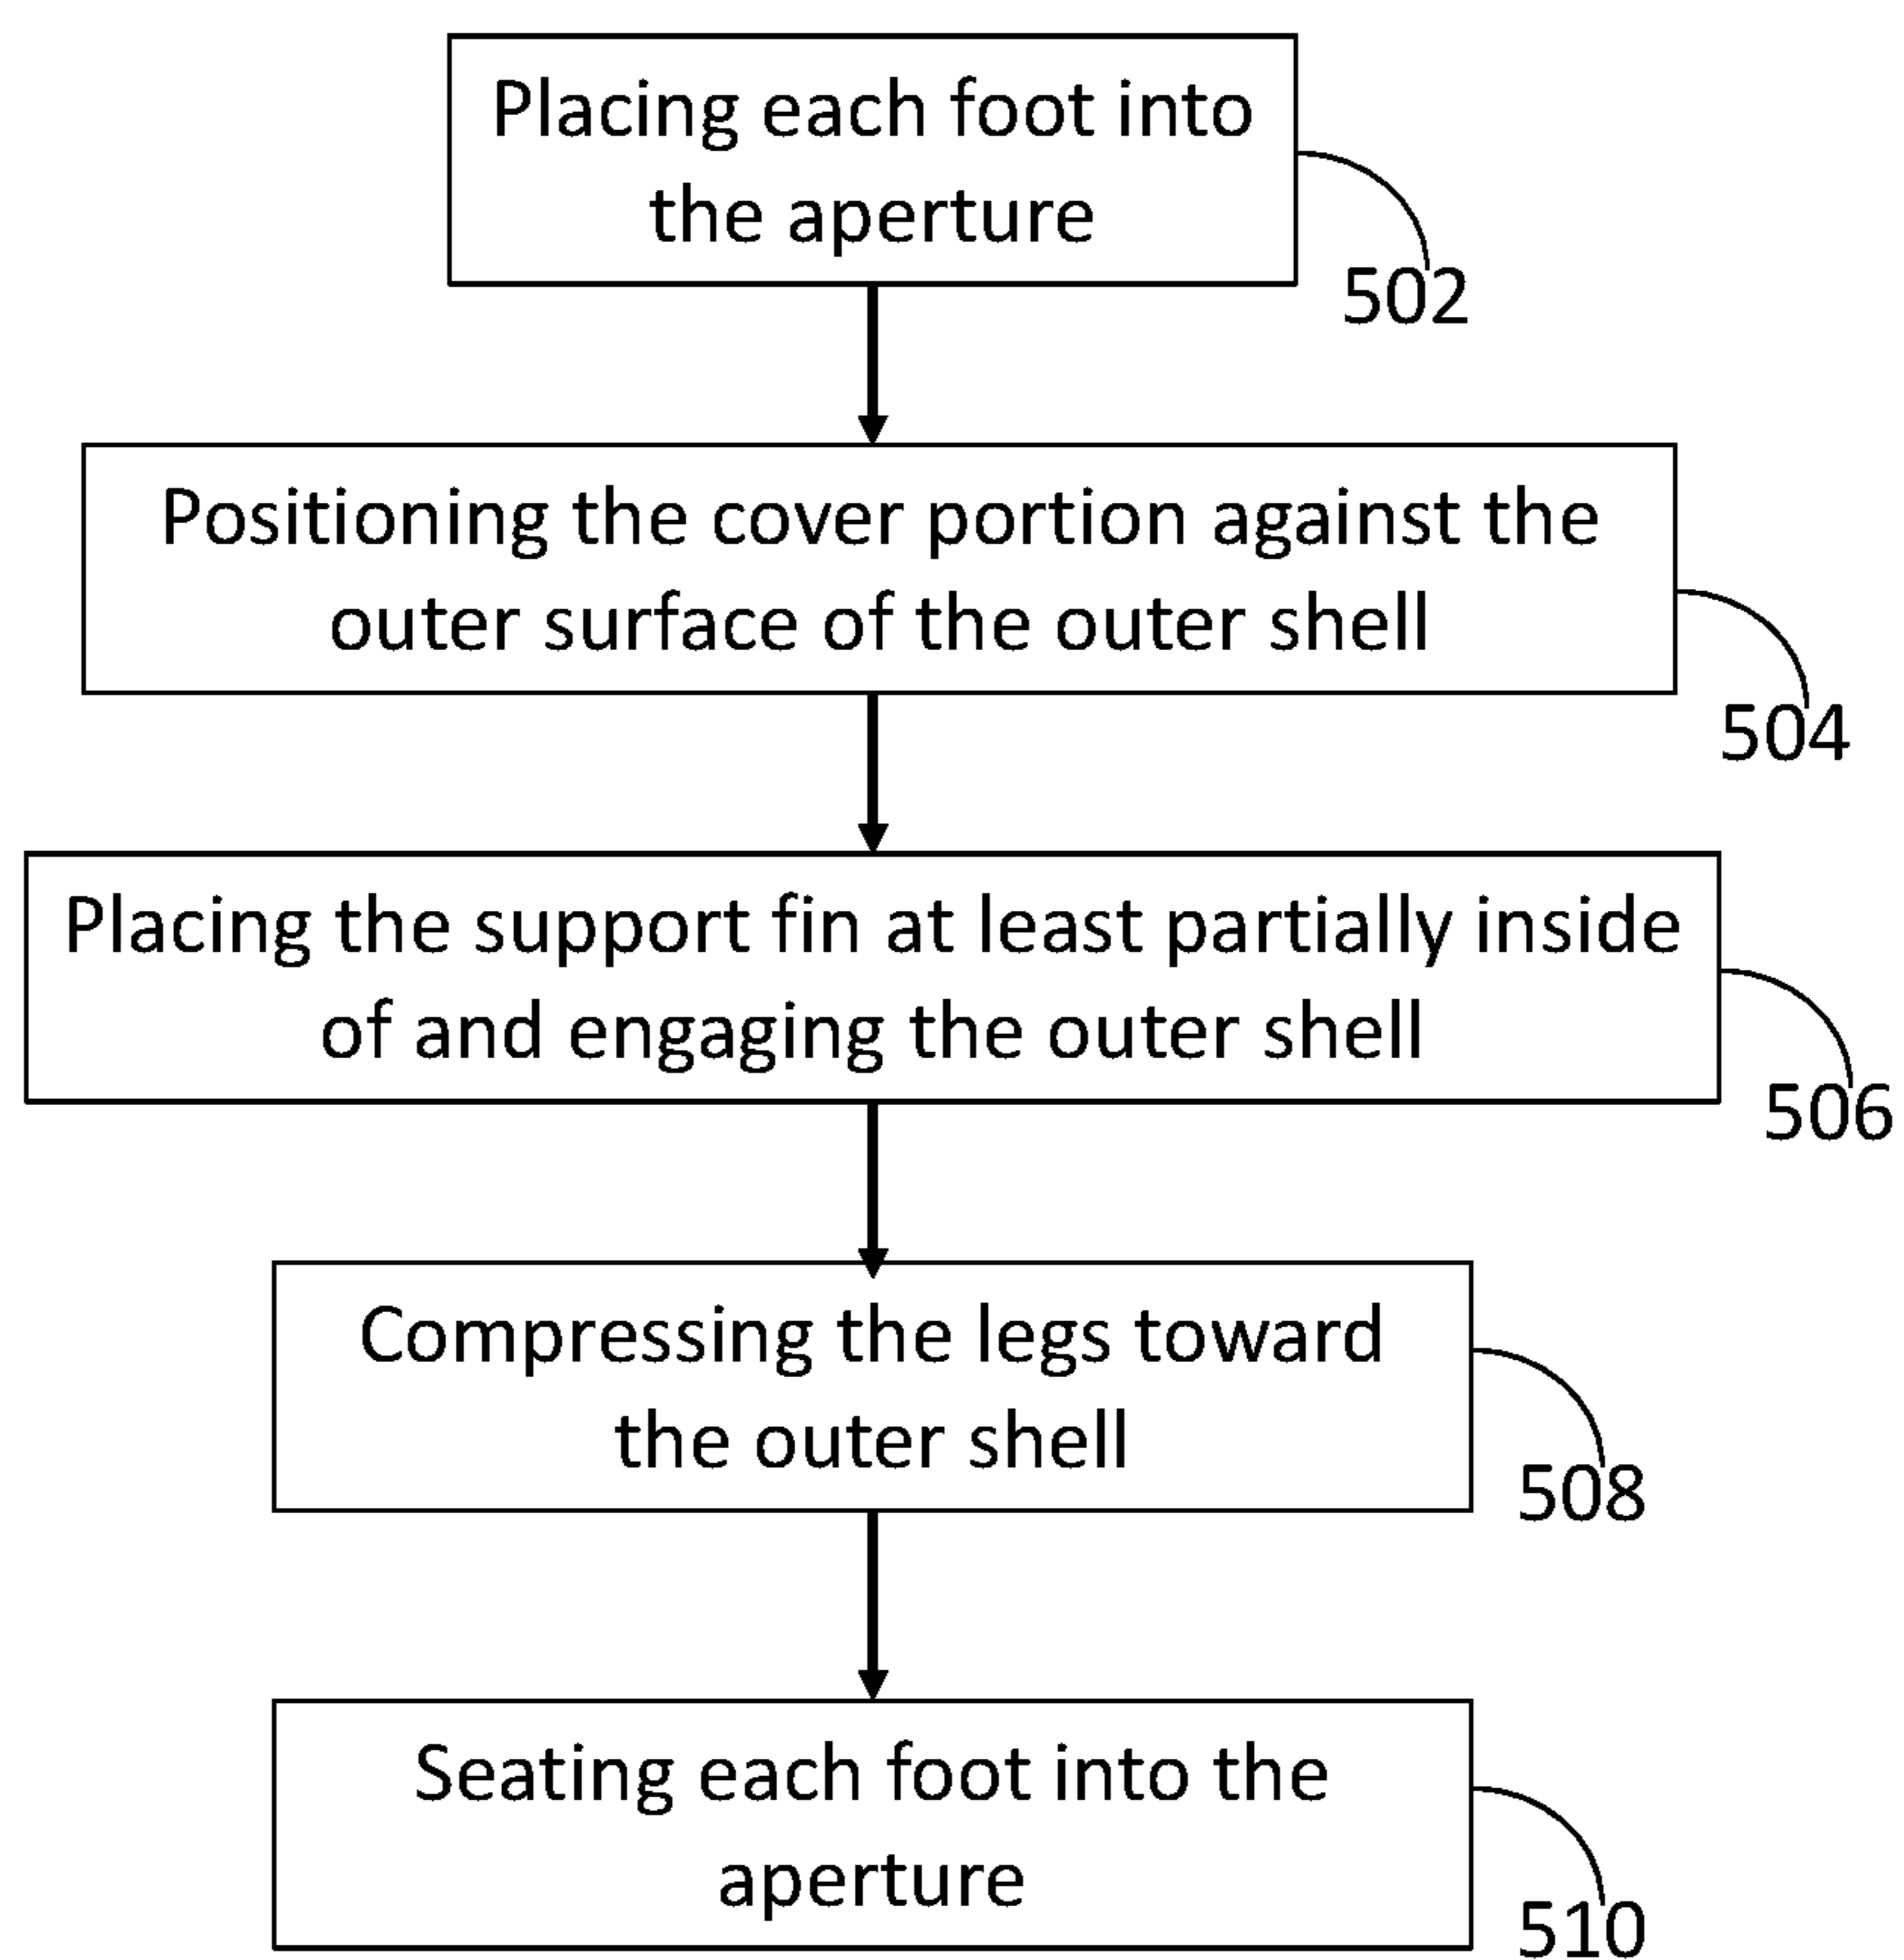 Placing each foot into
the aperture
502
Positioning the cover portion against the
outer surface of the outer shell
504
Placing the support fin at least partially inside
of and engaging the outer shell
506
Compressing the legs toward
the outer shell
508
Seating each foot into the
aperture
510